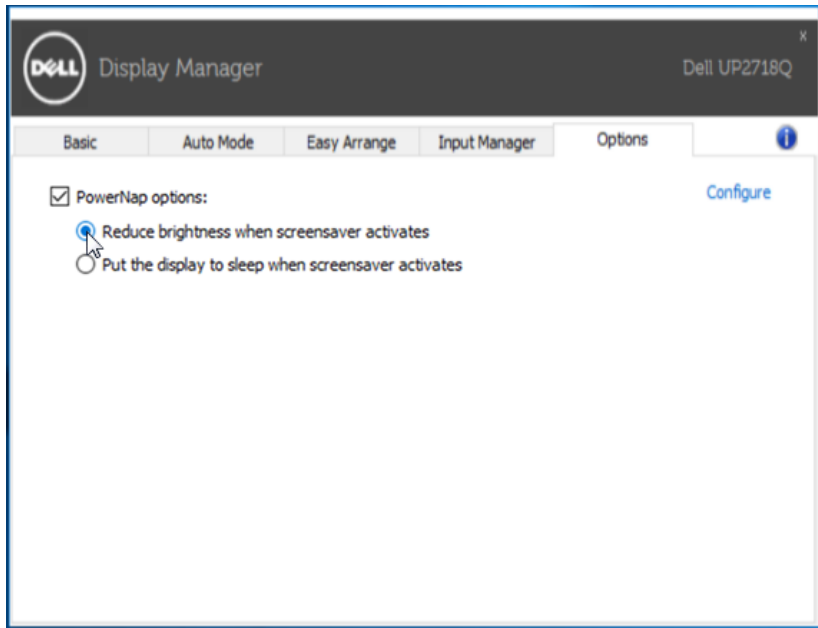 x
DELL Display Manager Dell UP2718Q
Basic Auto Mode Easy Arrange Input Manager Options i
PowerNap options: Configure
Reduce brightness when screensaver activates
Put the display to sleep when screensaver activates